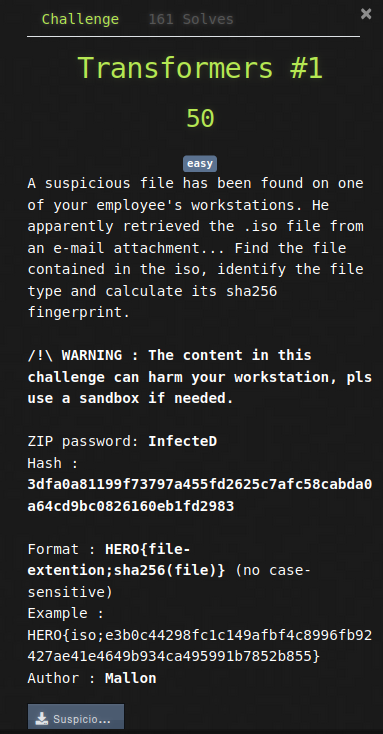 Challenge 161 Solves ×
Transformers #1
50
easy
A suspicious file has been found on one
of your employee's workstations. He
apparently retrieved the .iso file from
an e-mail attachment... Find the file
contained in the iso, identify the file
type and calculate its sha256
fingerprint.
/!\ WARNING : The content in this
challenge can harm your workstation, pls
use a sandbox if needed.
ZIP password: InfecteD
Hash :
3dfa0a81199f73797a455fd2625c7afc58cabda0
a64cd9bc0826160eb1fd2983
Format : HERO{file-
extention;sha256(file)} (no case-
sensitive)
Example :
HERO{iso;e3b0c44298fc1c149afbf4c8996fb92
427ae41e4649b934ca495991b7852b855}
Author : Mallon
Suspicio...